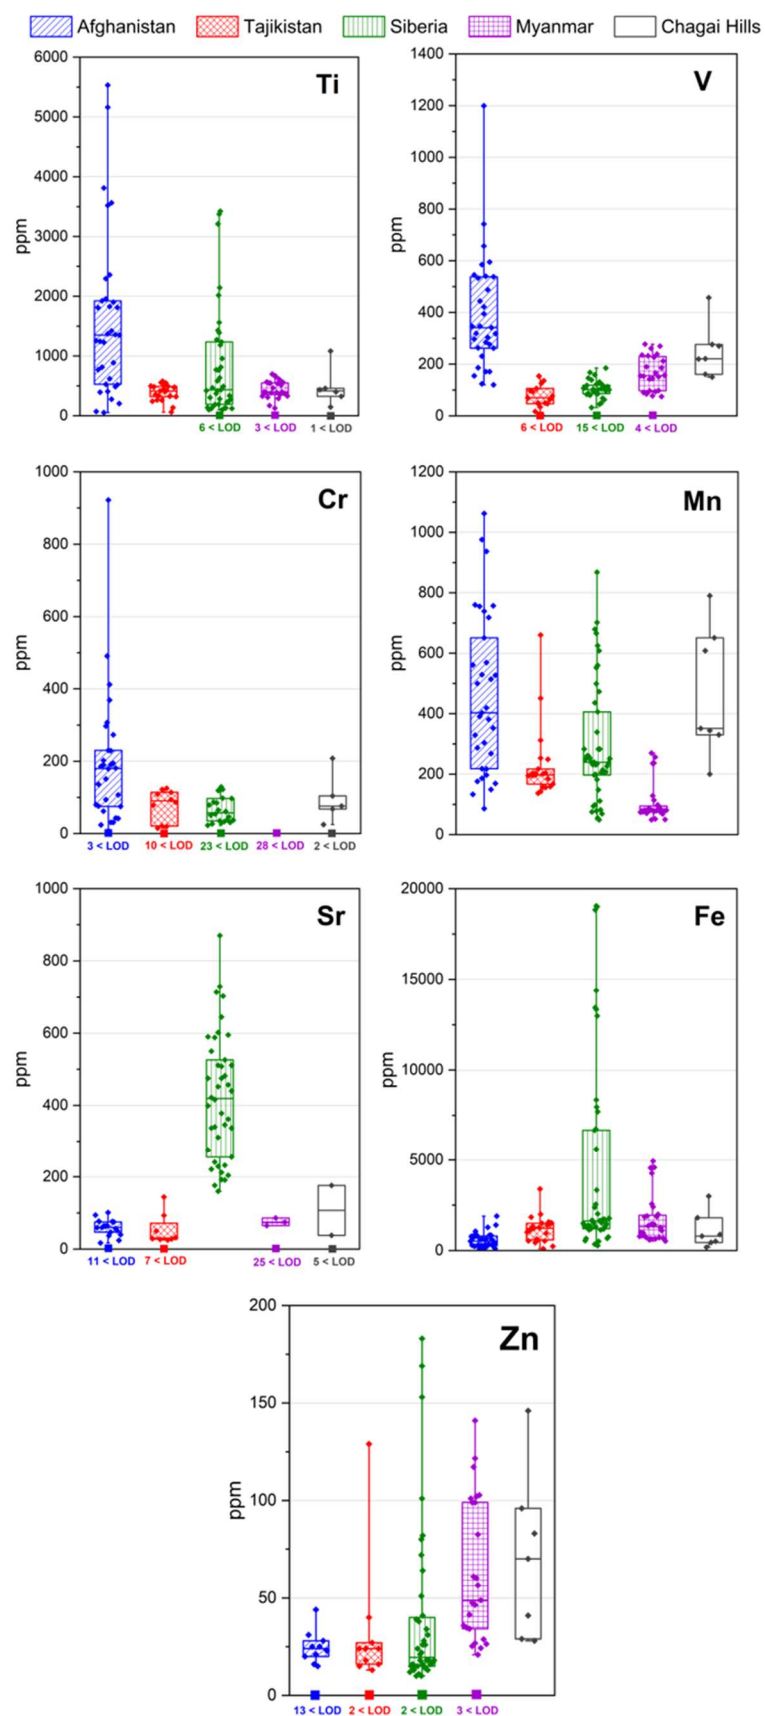 Afghanistan Tajikistan Siberia Myanmar Chagai Hills
Ti
6000
5000
4000
3000
2000
1000
0
ppm
6 < LOD 3 < LOD 1 < LOD
V
1400
1200
1000
800
600
400
200
0
ppm
6 < LOD 15 < LOD 4 < LOD
Cr
1000
800
600
400
200
0
ppm
3 < LOD 10 < LOD 23 < LOD 28 < LOD 2 < LOD
Mn
1200
1000
800
600
400
200
0
ppm
Sr
1000
800
600
400
200
0
ppm
11 < LOD 7 < LOD 25 < LOD 5 < LOD
Fe
20000
15000
10000
5000
0
ppm
Zn
200
150
100
50
0
ppm
13 < LOD 2 < LOD 2 < LOD 3 < LOD